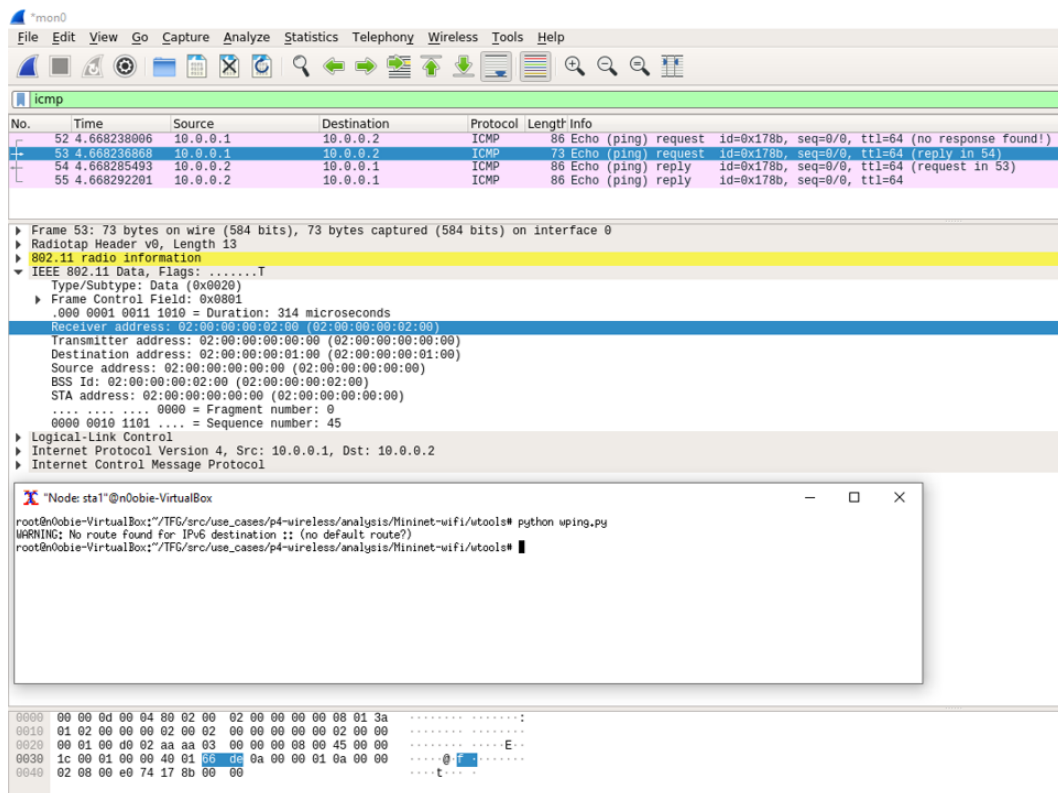 *mon0
File Edit View Go Capture Analyze Statistics Telephony Wireless Tools Help
icmp
No. Time Source Destination Protocol Length Info
52 4.668238006 10.0.0.1 10.0.0.2 ICMP 86 Echo (ping) request id=0x178b, seq=0/0, ttl=64 (no response found!)
53 4.668236868 10.0.0.1 10.0.0.2 ICMP 73 Echo (ping) request id=0x178b, seq=0/0, ttl=64 (reply in 54)
54 4.668285493 10.0.0.2 10.0.0.1 ICMP 86 Echo (ping) reply id=0x178b, seq=0/0, ttl=64 (request in 53)
55 4.668292201 10.0.0.2 10.0.0.1 ICMP 86 Echo (ping) reply id=0x178b, seq=0/0, ttl=64
Frame 53: 73 bytes on wire (584 bits), 73 bytes captured (584 bits) on interface 0
Radiotap Header v0, Length 13
802.11 radio information
IEEE 802.11 Data, Flags: .......T
Type/Subtype: Data (0x0020)
Frame Control Field: 0x0801
.000 0001 0011 1010 = Duration: 314 microseconds
Receiver address: 02:00:00:00:02:00 (02:00:00:00:02:00)
Transmitter address: 02:00:00:00:00:00 (02:00:00:00:00:00)
Destination address: 02:00:00:00:01:00 (02:00:00:00:01:00)
Source address: 02:00:00:00:00:00 (02:00:00:00:00:00)
BSS Id: 02:00:00:00:02:00 (02:00:00:00:02:00)
STA address: 02:00:00:00:00:00 (02:00:00:00:00:00)
.... .... .... 0000 = Fragment number: 0
0000 0010 1101 .... = Sequence number: 45
Logical-Link Control
Internet Protocol Version 4, Src: 10.0.0.1, Dst: 10.0.0.2
Internet Control Message Protocol
"Node: sta1"@n0obie-VirtualBox
root@n0obie-VirtualBox:~/TFG/src/use_cases/p4-wireless/analysis/Mininet-wifi/wtools# python wping.py
WARNING: No route found for IPv6 destination :: (no default route?)
root@n0obie-VirtualBox:~/TFG/src/use_cases/p4-wireless/analysis/Mininet-wifi/wtools#
0000 00 00 0d 00 04 80 02 00 02 00 00 00 00 08 01 3a ········ ·······:
0010 01 02 00 00 00 02 00 02 00 00 00 00 00 02 00 00 ········ ········
0020 00 01 00 d0 02 aa aa 03 00 00 00 08 00 45 00 00 ········ ·····E··
0030 1c 00 01 00 00 40 01 66 de 0a 00 00 01 0a 00 00 ·····@·f ········
0040 02 08 00 e0 74 17 8b 00 00 ····t··· ·